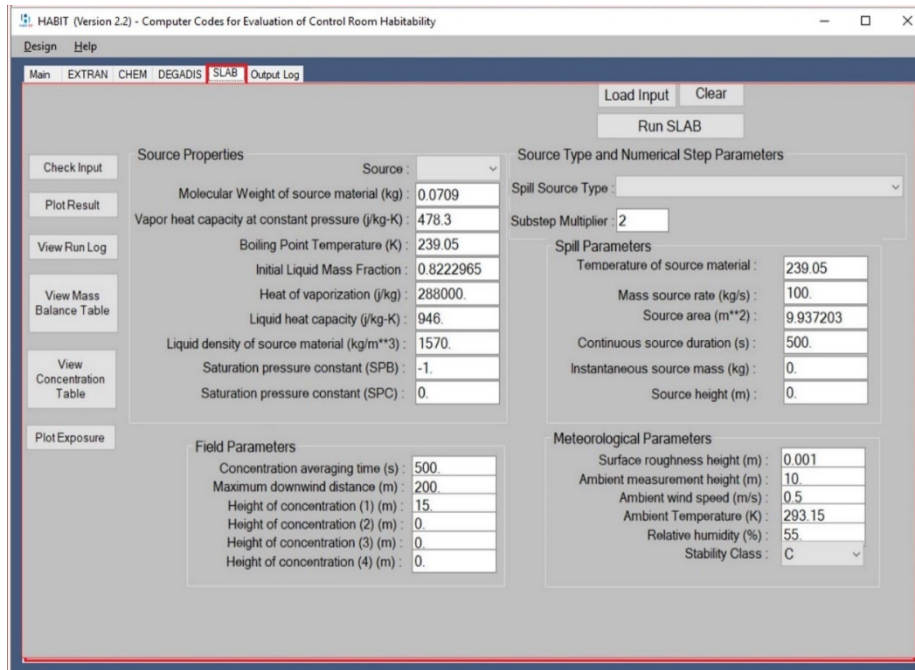 HABIT (Version 2.2) - Computer Codes for Evaluation of Control Room Habitability
Design Help
Main EXTRAN CHEM DEGADIS SLAB Output Log
Load Input Clear
Run SLAB
Check Input
Plot Result
View Run Log
View Mass
Balance Table
View
Concentration
Table
Plot Exposure
Source Properties
Source :
Molecular Weight of source material (kg) : 0.0709
Vapor heat capacity at constant pressure (j/kg-K) : 478.3
Boiling Point Temperature (K) : 239.05
Initial Liquid Mass Fraction : 0.8222965
Heat of vaporization (j/kg) : 288000.
Liquid heat capacity (j/kg-K) : 946.
Liquid density of source material (kg/m**3) : 1570.
Saturation pressure constant (SPB) : -1.
Saturation pressure constant (SPC) : 0.
Source Type and Numerical Step Parameters
Spill Source Type :
Substep Multiplier : 2
Spill Parameters
Temperature of source material : 239.05
Mass source rate (kg/s) : 100.
Source area (m**2) : 9.937203
Continuous source duration (s) : 500.
Instantaneous source mass (kg) : 0.
Source height (m) : 0.
Field Parameters
Concentration averaging time (s) : 500.
Maximum downwind distance (m) : 200.
Height of concentration (1) (m) : 15.
Height of concentration (2) (m) : 0.
Height of concentration (3) (m) : 0.
Height of concentration (4) (m) : 0.
Meteorological Parameters
Surface roughness height (m) : 0.001
Ambient measurement height (m) : 10.
Ambient wind speed (m/s) : 0.5
Ambient Temperature (K) : 293.15
Relative humidity (%) : 55.
Stability Class : C